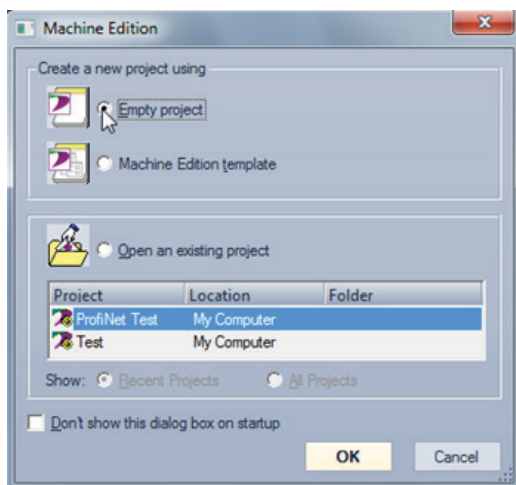 Machine Edition
Create a new project using
Empty project
Machine Edition template
Open an existing project
Project Location Folder
ProfiNet Test My Computer
Test My Computer
Show: Recent Projects All Projects
Don't show this dialog box on startup
OK Cancel